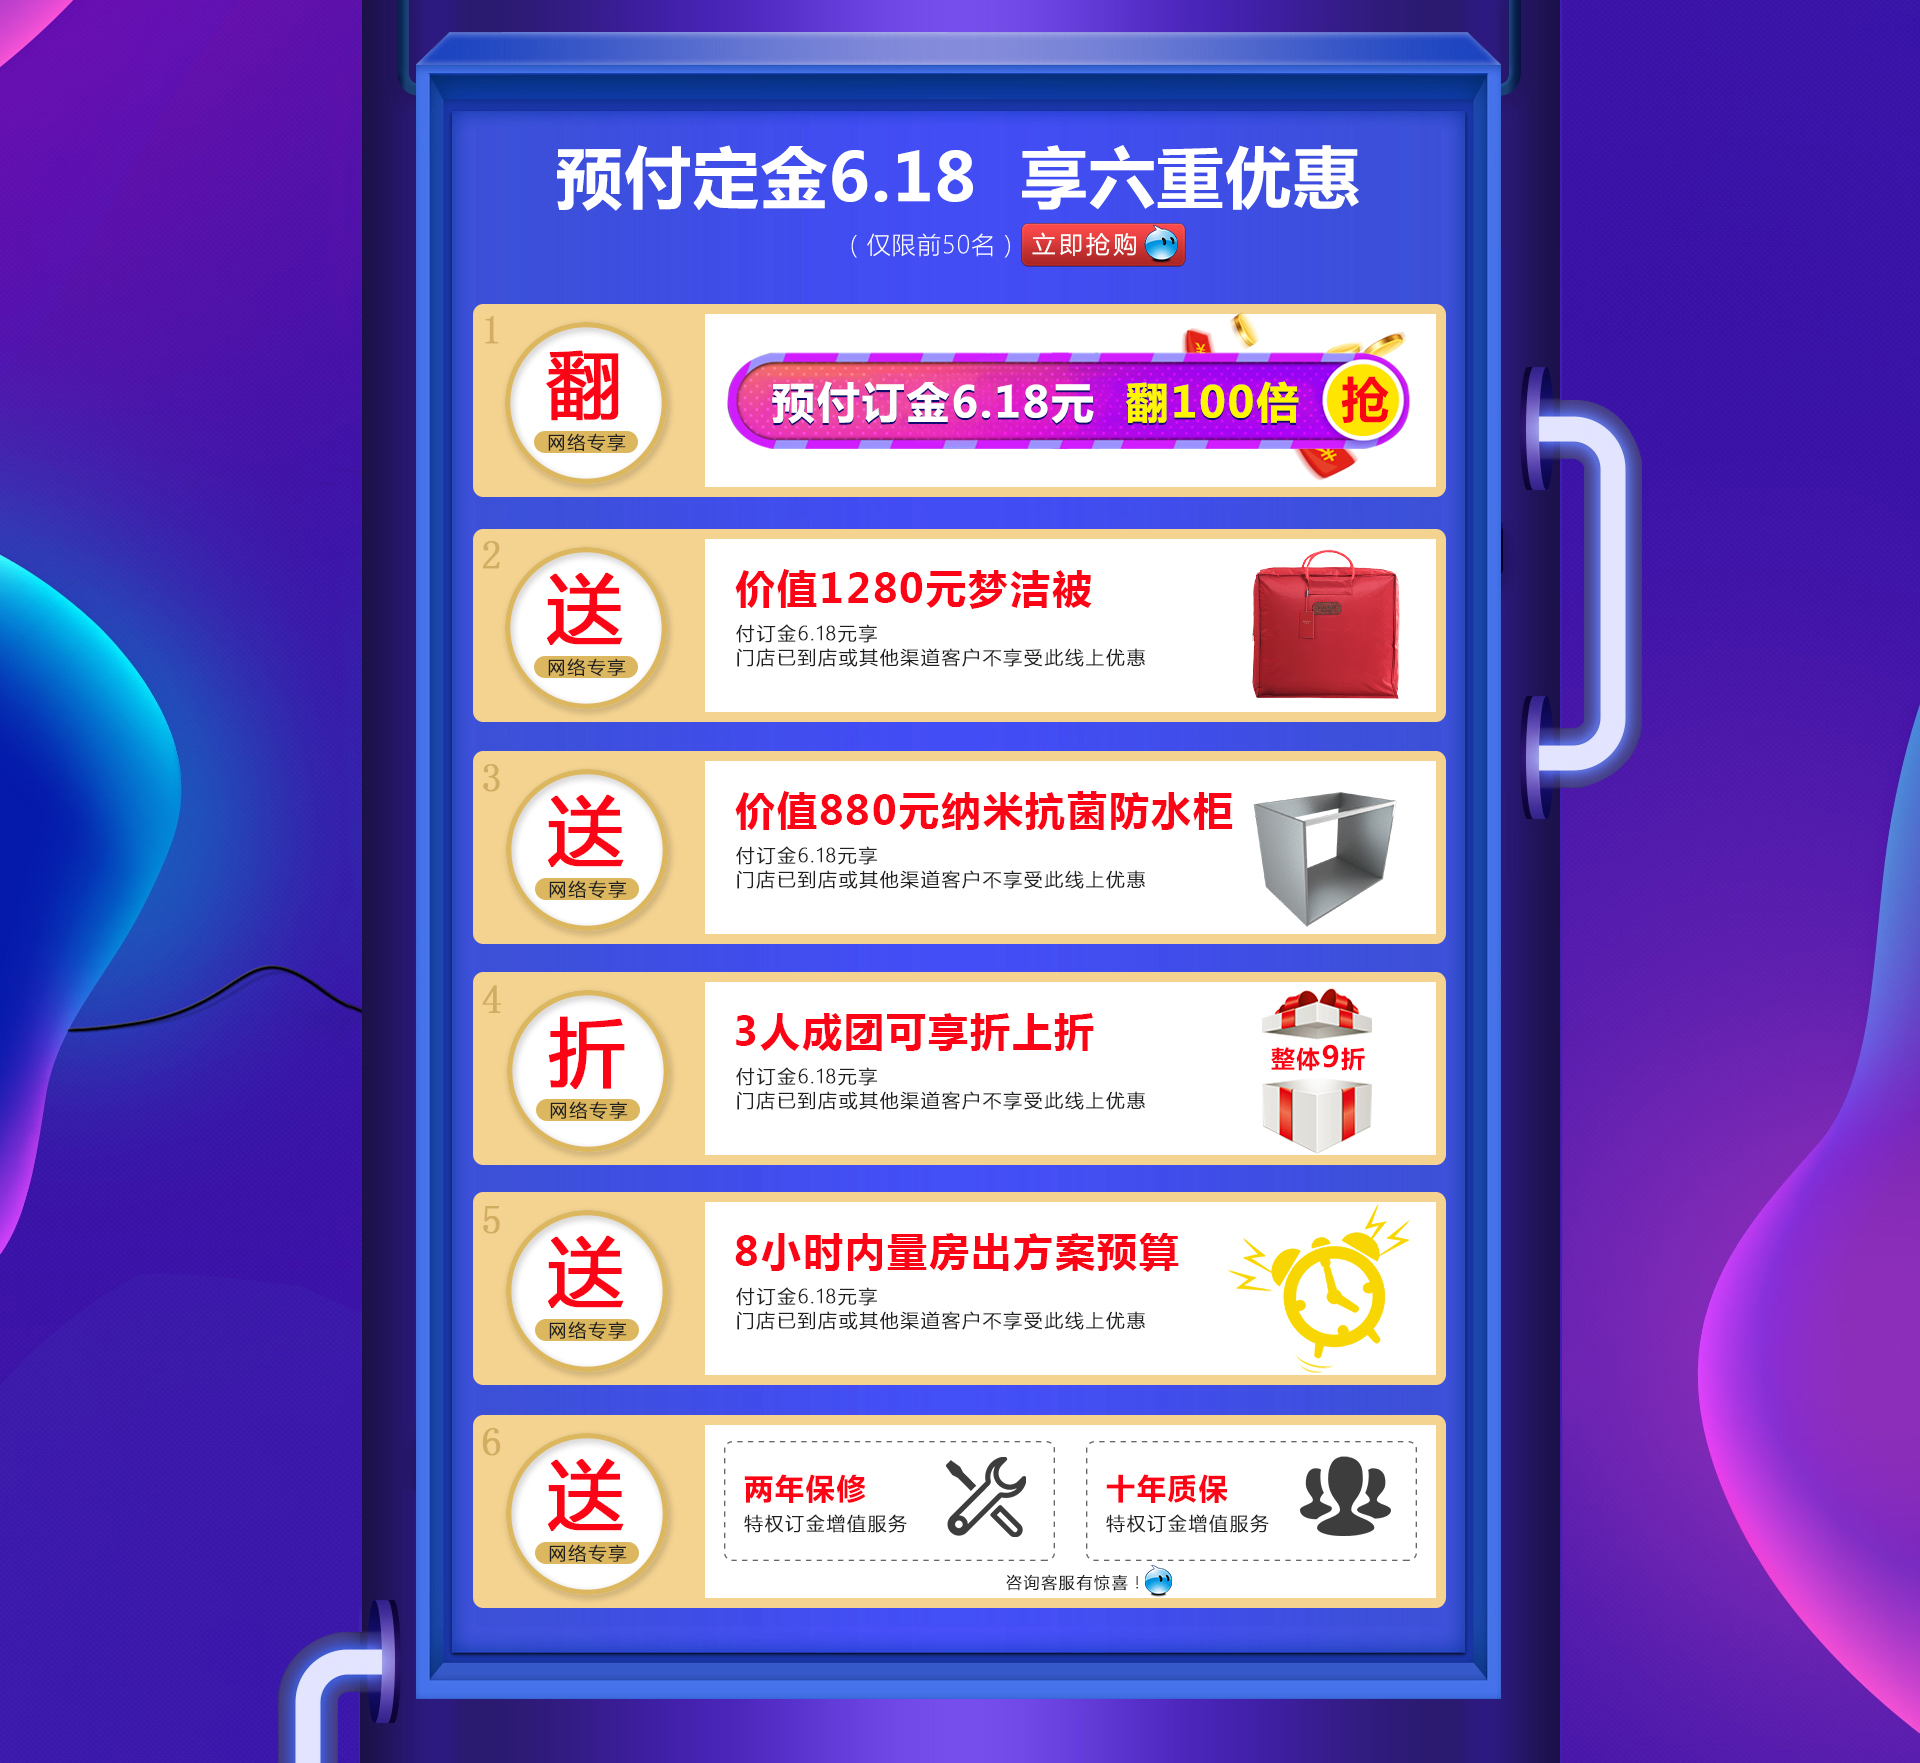 预付定金6.18 享六重优惠
（仅限前50名）立即抢购
1
翻
网络专享
预付订金6.18元 翻100倍 抢
2
送
网络专享
价值1280元梦洁被
付订金6.18元享
门店已到店或其他渠道客户不享受此线上优惠
3
送
网络专享
价值880元纳米抗菌防水柜
付订金6.18元享
门店已到店或其他渠道客户不享受此线上优惠
4
折
网络专享
3人成团可享折上折
付订金6.18元享
门店已到店或其他渠道客户不享受此线上优惠
整体9折
5
送
网络专享
8小时内量房出方案预算
付订金6.18元享
门店已到店或其他渠道客户不享受此线上优惠
6
送
网络专享
两年保修
特权订金增值服务
十年质保
特权订金增值服务
咨询客服有惊喜！